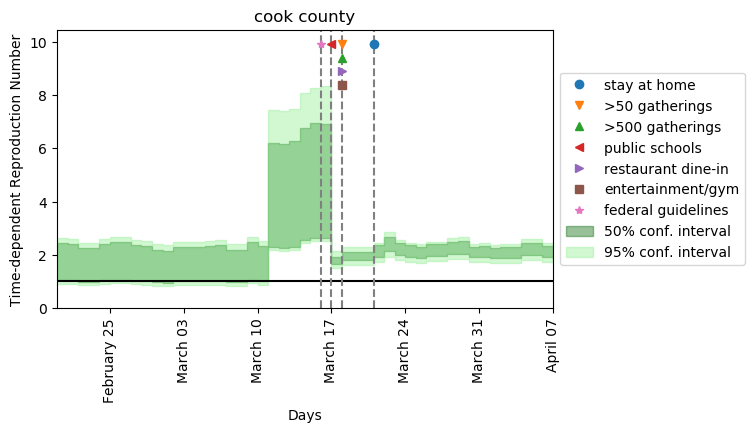 cook county
Time-dependent Reproduction Number
10
8
6
4
2
0
February 25
March 03
March 10
March 17
March 24
March 31
April 07
Days
stay at home
>50 gatherings
>500 gatherings
public schools
restaurant dine-in
entertainment/gym
federal guidelines
50% conf. interval
95% conf. interval